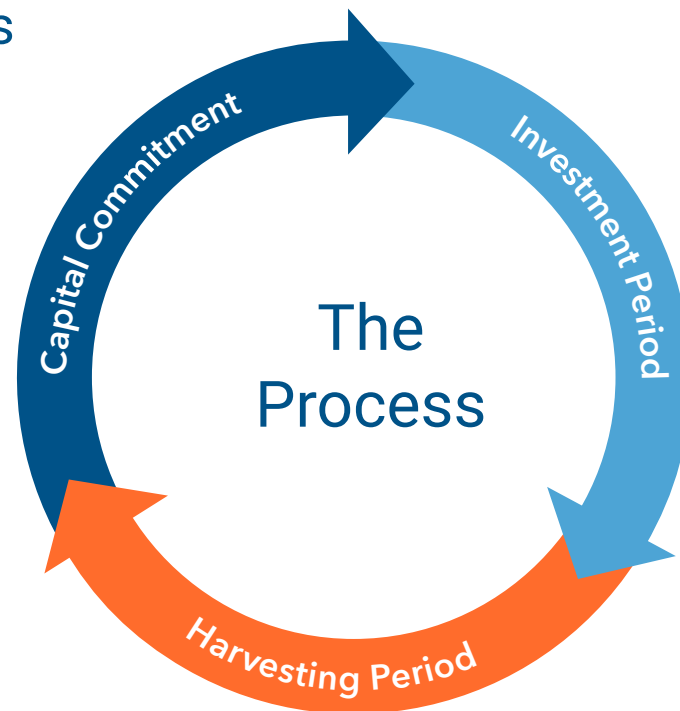 s
Capital Commitment
Investment Period
The
Process
Harvesting Period